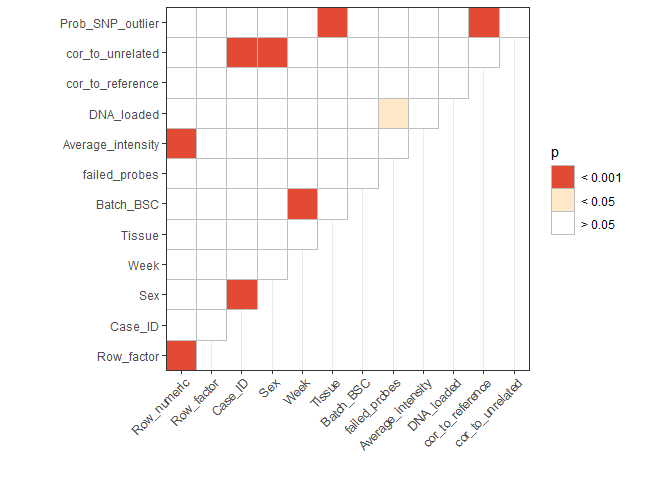 Prob_SNP_outlier
cor_to_unrelated
cor_to_reference
DNA_loaded
Average_intensity
failed_probes
Batch_BSC
Tissue
Week
Sex
Case_ID
Row_factor
Row_numeric
Row_factor
Case_ID
Sex
Week
Tissue
Batch_BSC
failed_probes
Average_intensity
DNA_loaded
cor_to_reference
cor_to_unrelated
p
< 0.001
< 0.05
> 0.05